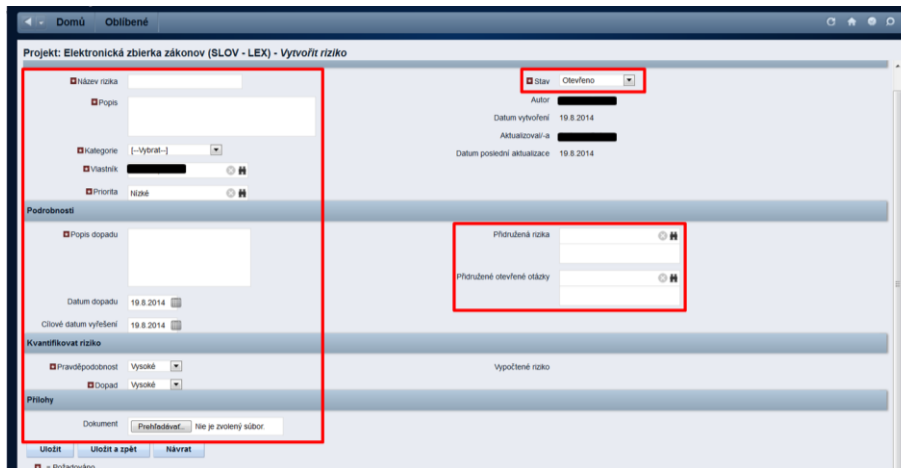 Domů Oblíbené
Projekt: Elektronická zbierka zákonov (SLOV - LEX) - Vytvořit riziko
Název rizika
Stav Otevřeno
Popis
Autor
Datum vytvoření 19.8.2014
Aktualizoval/-a
Kategorie [--Vybrat--]
Datum poslední aktualizace 19.8.2014
Vlastník
Priorita Nízké
Podrobnosti
Popis dopadu
Přidružená rizika
Přidružené otevřené otázky
Datum dopadu 19.8.2014
Cílové datum vyřešení 19.8.2014
Kvantifikovat riziko
Pravděpodobnost Vysoké
Vypočtené riziko
Dopad Vysoké
Přílohy
Dokument Prehľadávať... Nie je zvolený súbor.
Uložit Uložit a zpět Návrat
= Požadováno